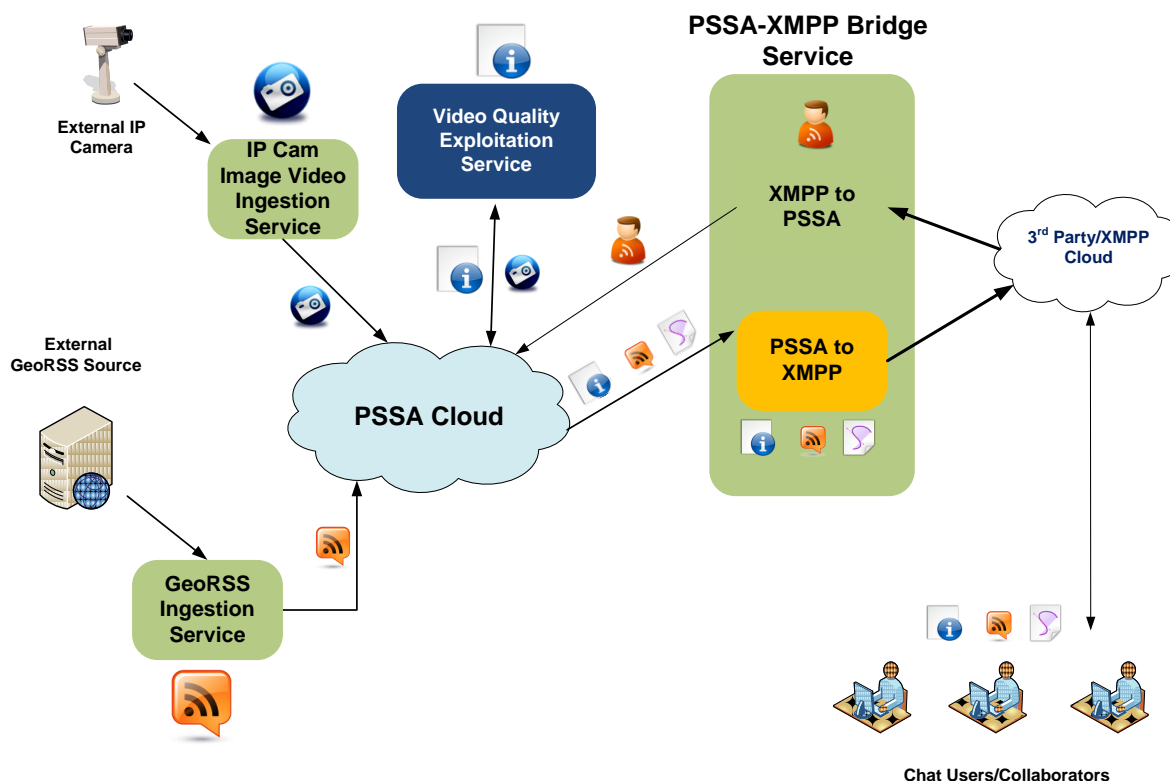 PSSA-XMPP Bridge
Service
External IP
Camera
IP Cam
Image Video
Ingestion
Service
Video Quality
Exploitation
Service
XMPP to
PSSA
3rd Party/XMPP
Cloud
External
GeoRSS Source
PSSA Cloud
PSSA to
XMPP
GeoRSS
Ingestion
Service
Chat Users/Collaborators